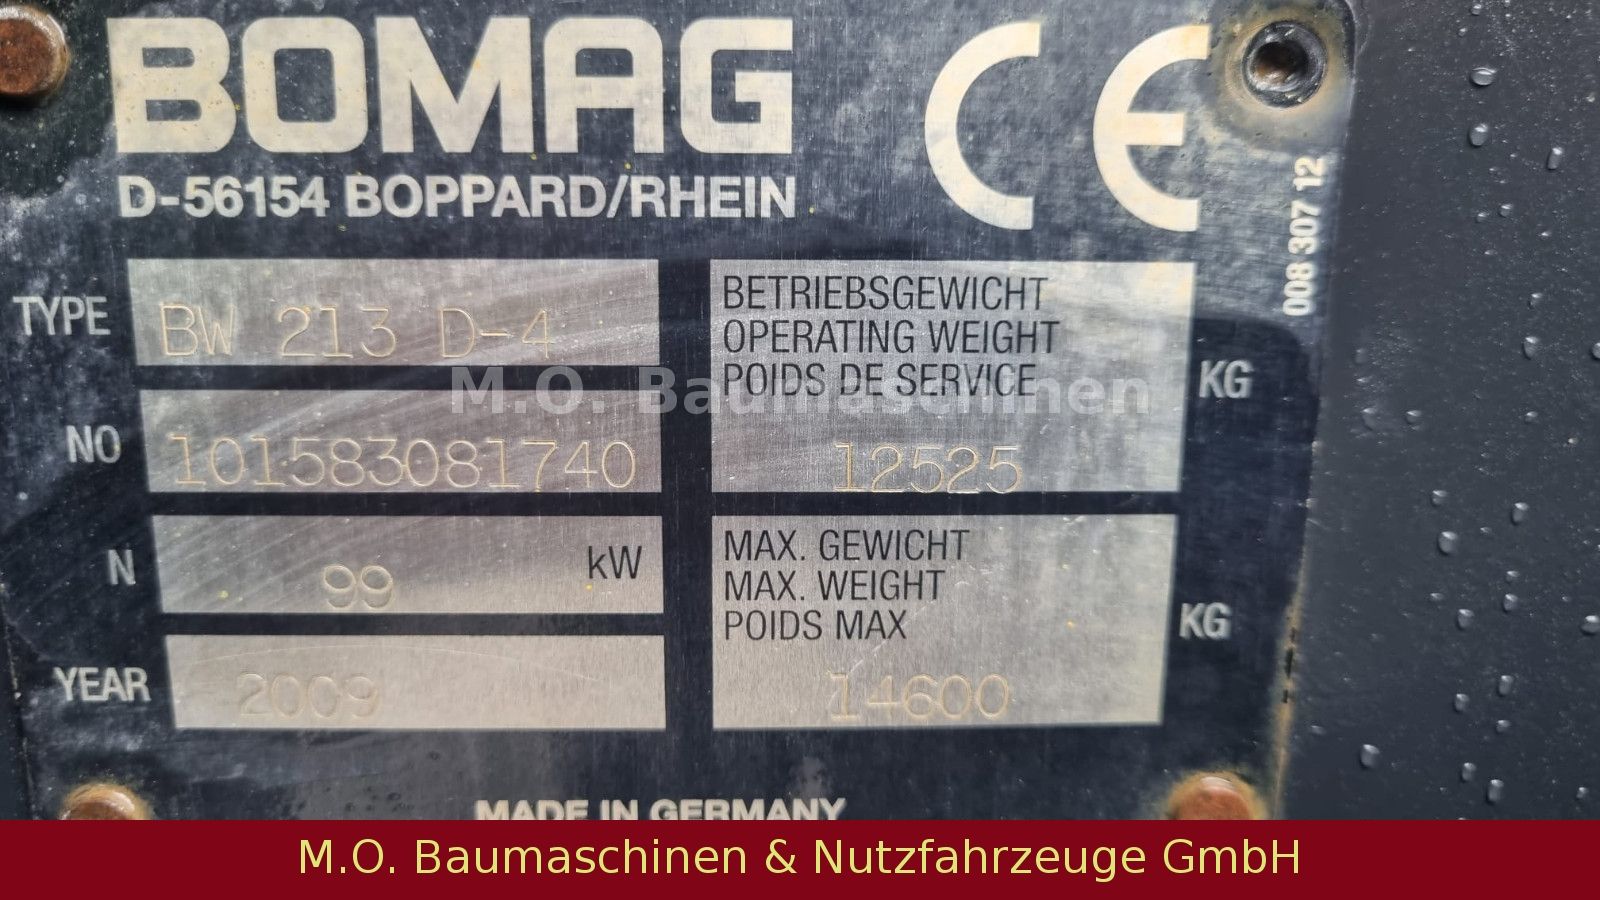 BOMAG
CE
D-56154 BOPPARD/RHEIN
008 307 12
TYPE BW 213 D-4
NO 101583081740
N 99 kW
YEAR 2009
BETRIEBSGEWICHT
OPERATING WEIGHT
POIDS DE SERVICE
KG
12525
MAX. GEWICHT
MAX. WEIGHT
POIDS MAX
KG
14600
MADE IN GERMANY
M.O. Baumaschinen
M.O. Baumaschinen & Nutzfahrzeuge GmbH